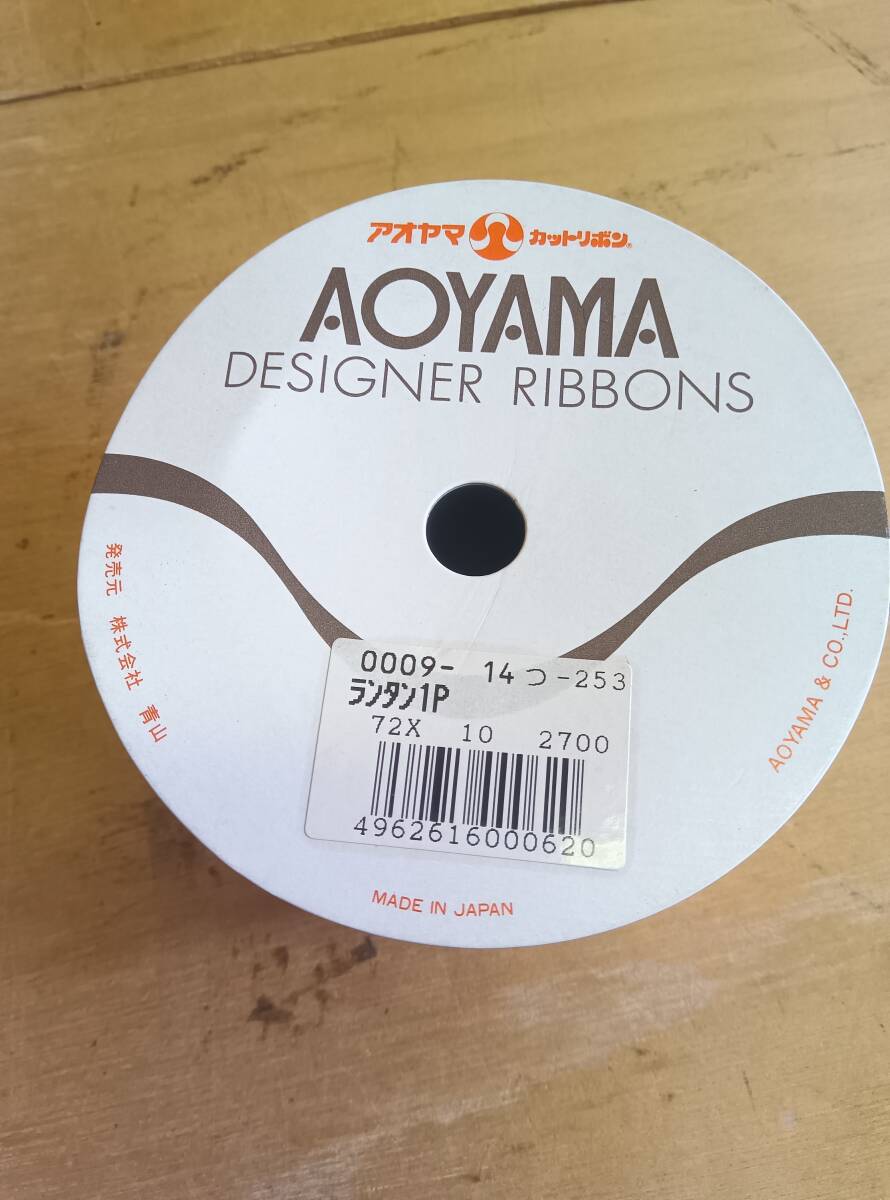 アオヤマ カットリボン®
AOYAMA
DESIGNER RIBBONS
発売元 株式会社 青山
AOYAMA & CO.,LTD.
0009- 14つ-253
ランタン1P
72X 10 2700
4962616000620
MADE IN JAPAN